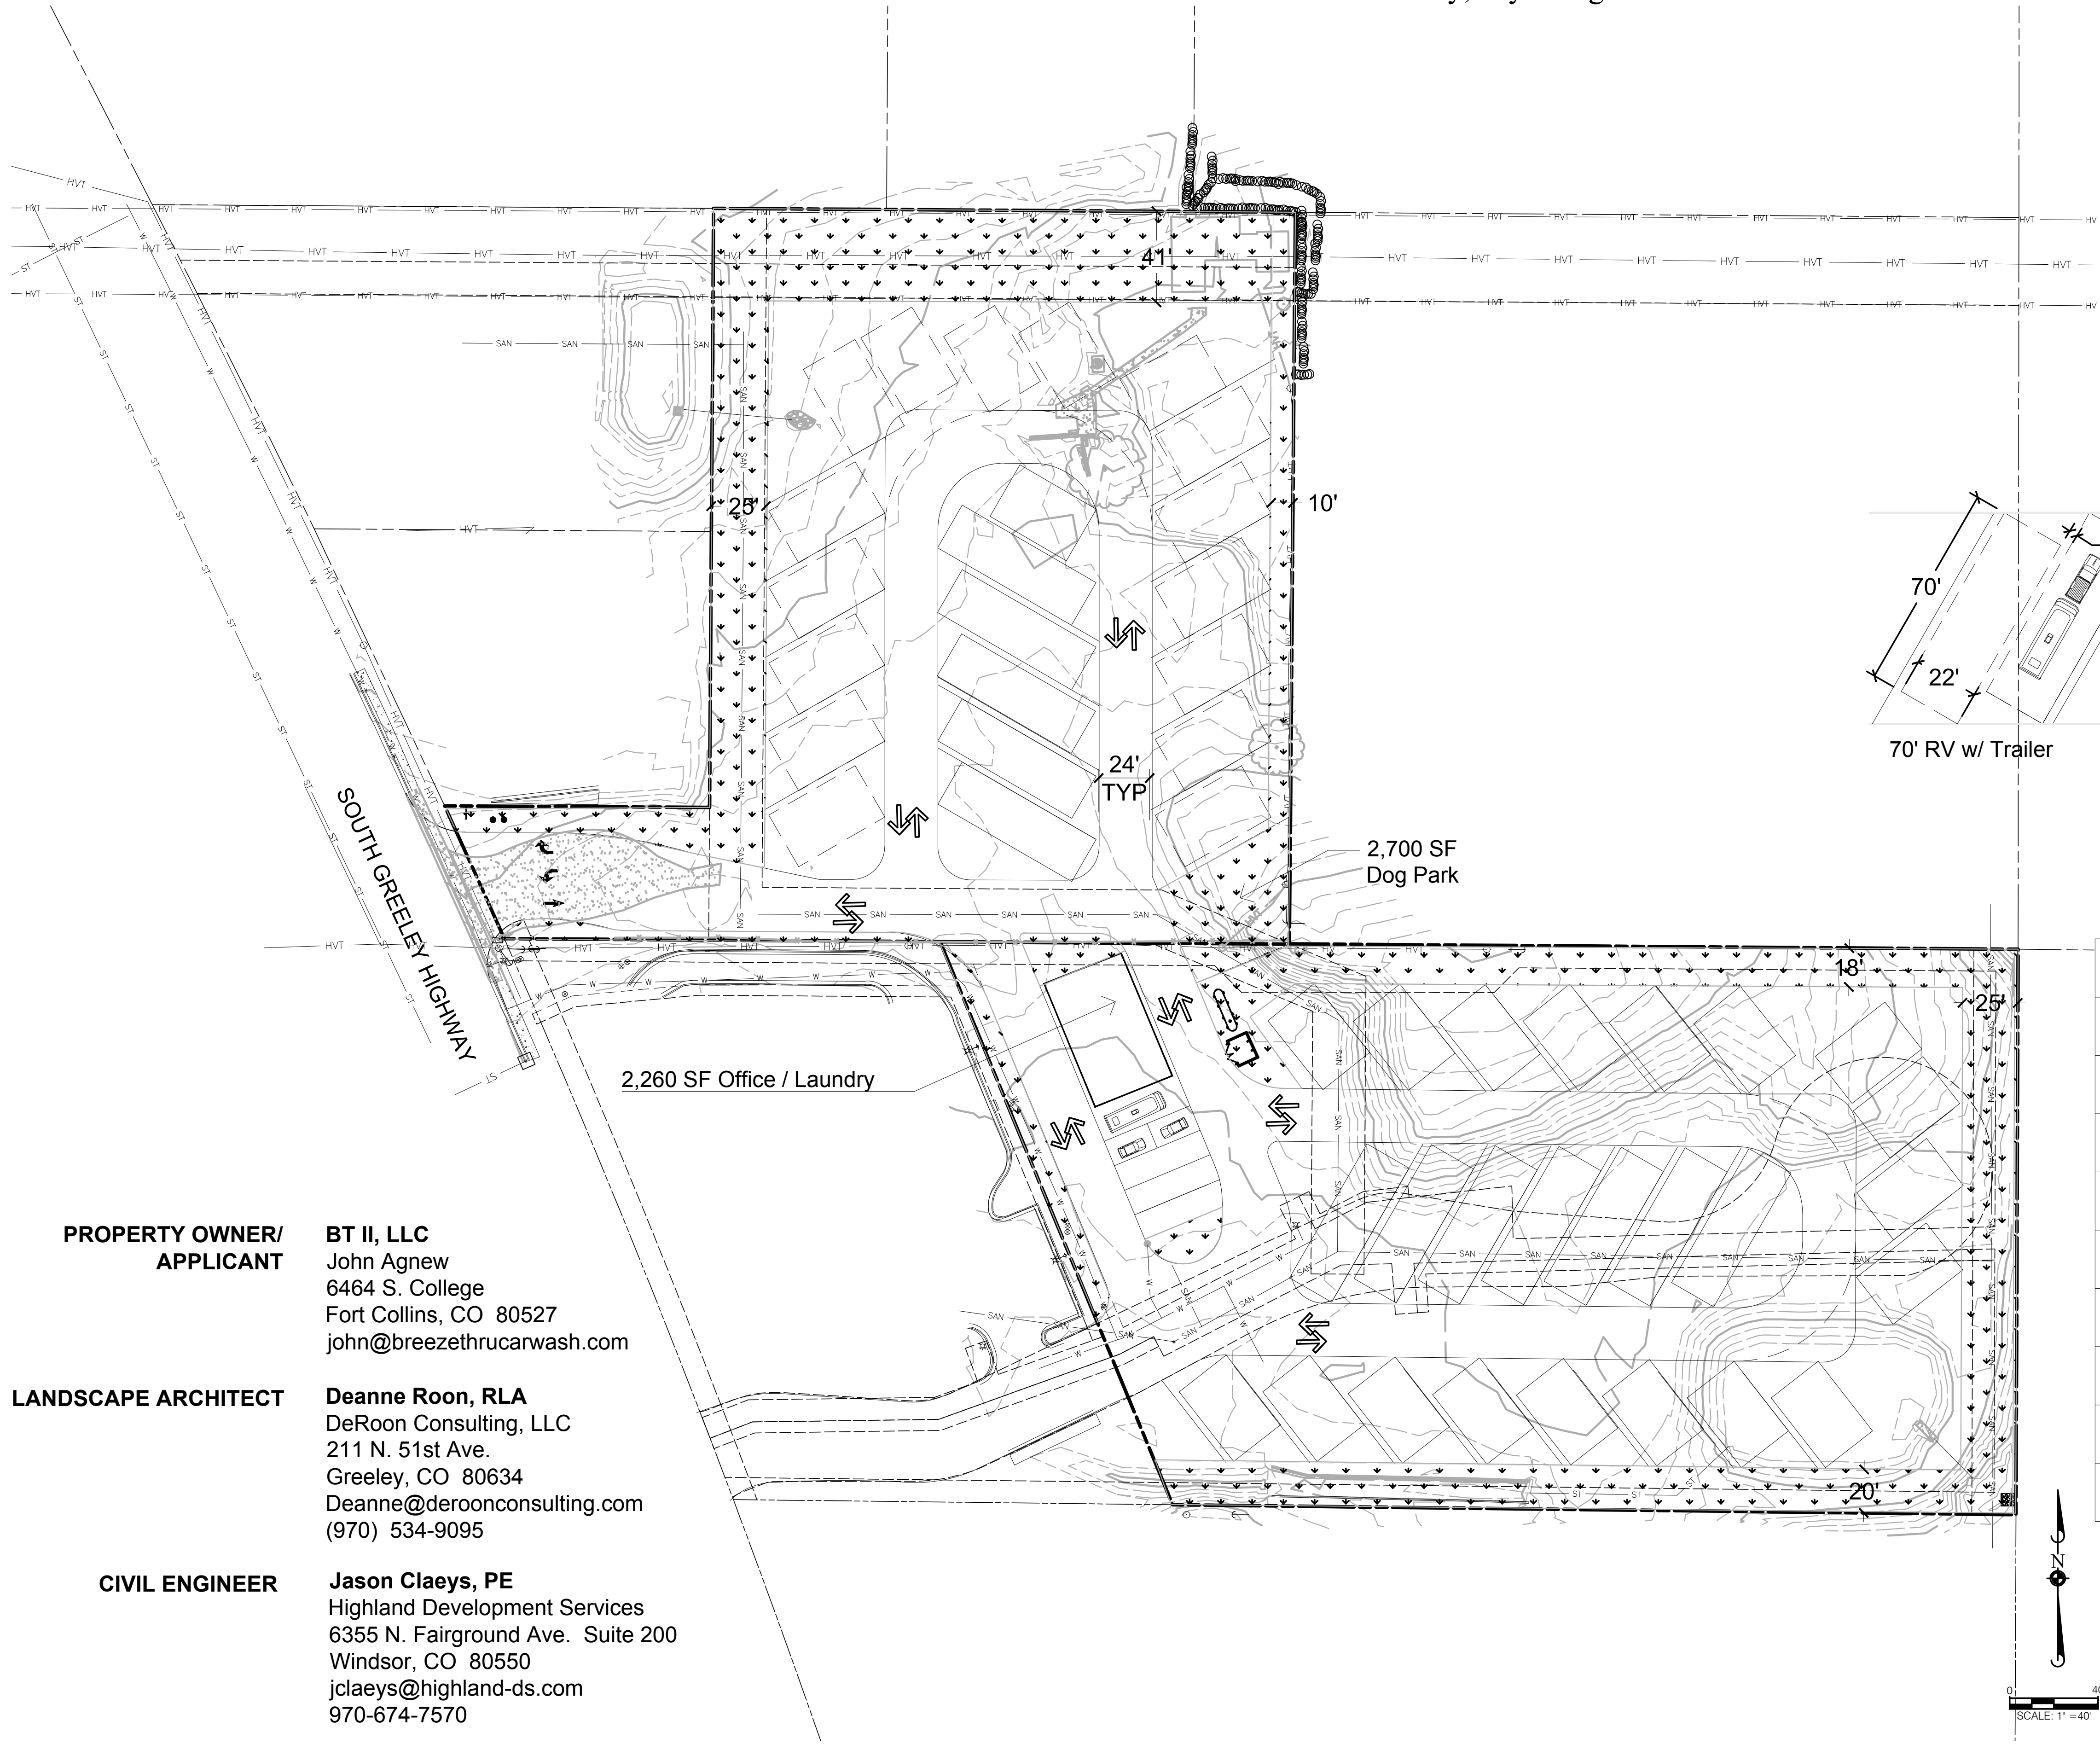 41'
25'
10'
70'
22'
70' RV w/ Trailer
24'
TYP
SOUTH GREELEY HIGHWAY
2,700 SF
Dog Park
18'
25'
2,260 SF Office / Laundry
20'
HVT
SAN
ST
W
PROPERTY OWNER/
APPLICANT
BT II, LLC
John Agnew
6464 S. College
Fort Collins, CO 80527
john@breezethrucarwash.com
LANDSCAPE ARCHITECT
Deanne Roon, RLA
DeRoon Consulting, LLC
211 N. 51st Ave.
Greeley, CO 80634
Deanne@deroonconsulting.com
(970) 534-9095
CIVIL ENGINEER
Jason Claeys, PE
Highland Development Services
6355 N. Fairground Ave. Suite 200
Windsor, CO 80550
jclaeys@highland-ds.com
970-674-7570
N
0
SCALE: 1" =40'